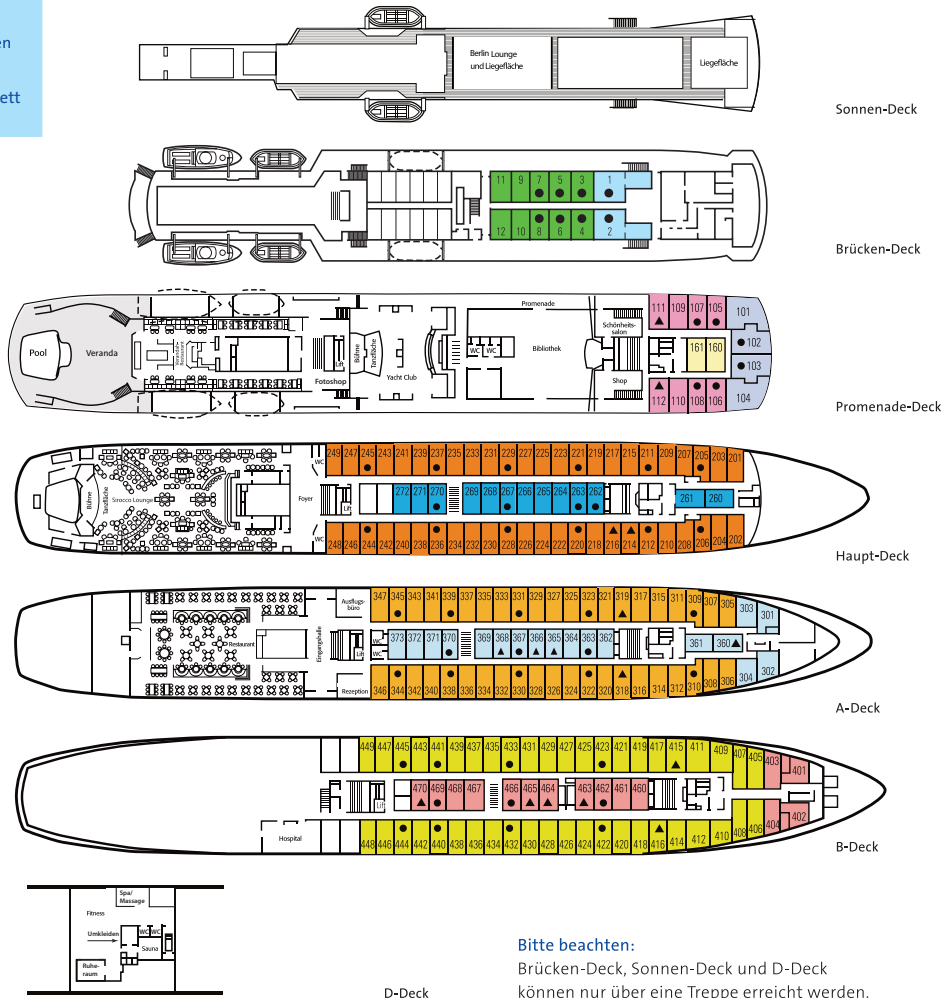 en
ett
Berlin Lounge
und Liegefläche
Liegefläche
Sonnen-Deck
11 9 7 5 3 1
12 10 8 6 4 2
Brücken-Deck
Pool
Veranda
Verandah-
Restaurant
Lift
Fotoshop
Bühne
Tanzfläche
Yacht Club
Promenade
WC WC
Bibliothek
Schönheits-
salon
Shop
111 109 107 105 101
161 160 102
103
112 110 108 106 104
Promenade-Deck
Bühne
Tanzfläche
Sirocco Lounge
Foyer
WC
Lift
WC
249 247 245 243 241 239 237 235 233 231 229 227 225 223 221 219 217 215 211 209 207 205 203 201
272 271 270 269 268 267 266 265 264 263 262 261 260
248 246 244 242 240 238 236 234 232 230 228 226 224 222 220 218 216 214 212 210 208 206 204 202
Haupt-Deck
Restaurant
Eingangshalle
Ausflugs-
büro
WC
WC
Lift
Rezeption
347 345 343 341 339 337 335 333 331 329 327 325 323 321 319 317 315 311 309 307 305 303 301
373 372 371 370 369 368 367 366 365 364 363 362 361 360
346 344 342 340 338 336 334 332 330 328 326 324 322 320 318 316 314 312 310 308 306 304 302
A-Deck
Lift
Hospital
449 447 445 443 441 439 437 435 433 431 429 427 425 423 421 419 417 415 411 409 407 405 403 401
470 469 468 467 466 465 464 463 462 461 460
448 446 444 442 440 438 436 434 432 430 428 426 424 422 420 418 416 414 412 410 408 406 404 402
B-Deck
Spa/
Massage
Fitness
Umkleiden
WC WC
Sauna
Ruhe-
raum
D-Deck
Bitte beachten:
Brücken-Deck, Sonnen-Deck und D-Deck
können nur über eine Treppe erreicht werden.